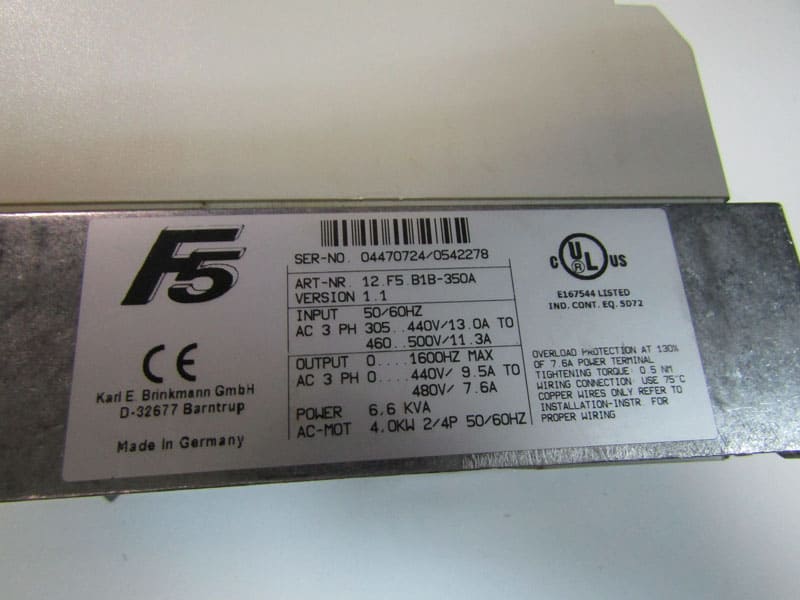 F5
SER-NO. 04470724/0542278
ART-NR. 12.F5.B1B-350A
VERSION 1.1
INPUT 50/60HZ
AC 3 PH 305...440V/13.0A TO
460...500V/11.3A
OUTPUT 0....1600HZ MAX
AC 3 PH 0....440V/ 9.5A TO
480V/ 7.6A
POWER 6,6 KVA
AC-MOT 4.0KW 2/4P 50/60HZ
CE
Karl E. Brinkmann GmbH
D-32677 Barntrup
Made in Germany
C UL ® US
E167544 LISTED
IND. CONT. EQ. 5D72
OVERLOAD PROTECTION AT 130%
OF 7.6A POWER TERMINAL
TIGHTENING TORQUE: 0.5 NM
WIRING CONNECTION: USE 75°C
COPPER WIRES ONLY REFER TO
INSTALLATION-INSTR FOR
PROPER WIRING